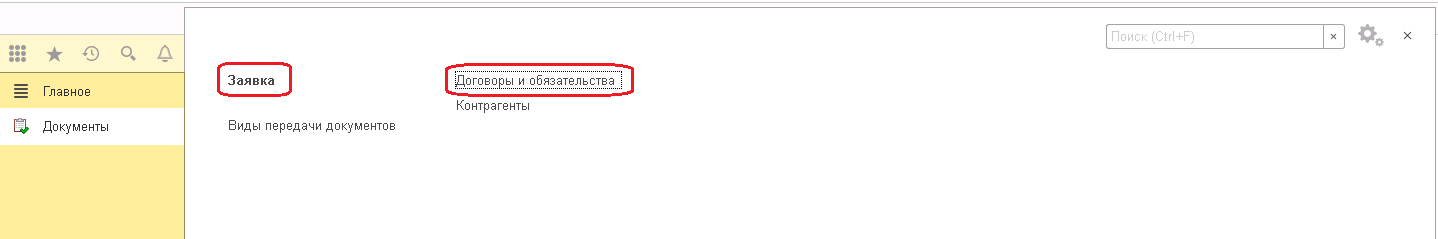 Поиск (Ctrl+F)
Главное
Документы
Заявка
Виды передачи документов
Договоры и обязательства
Контрагенты